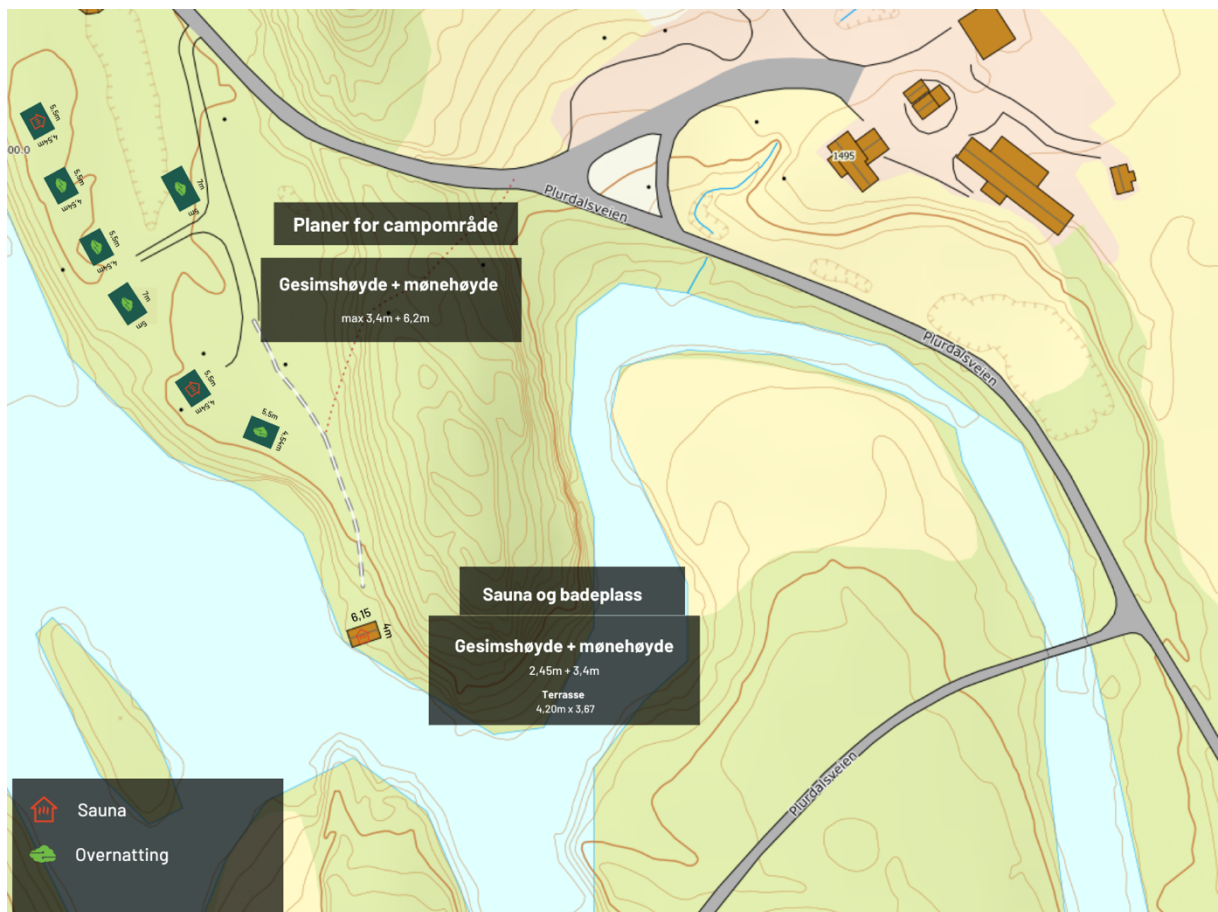 5,5m
4,54m
00.0
5,5m
4,54m
7m
5m
5,5m
4,54m
7m
5m
5,5m
4,54m
5,5m
4,54m
Planer for campområde
Gesimshøyde + mønehøyde
max 3,4m + 6,2m
Plurdalsveien
1495
Plurdalsveien
6,15
4m
Sauna og badeplass
Gesimshøyde + mønehøyde
2,45m + 3,4m
Terrasse
4,20m x 3,67
Plurdalsveien
Sauna
Overnatting